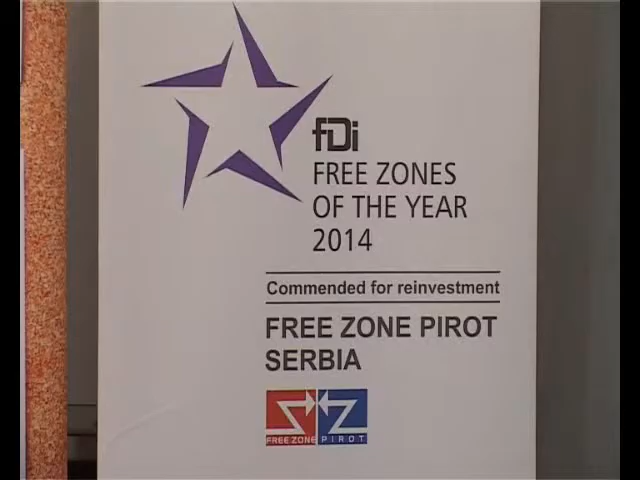 fDi
FREE ZONES
OF THE YEAR
2014
Commended for reinvestment
FREE ZONE PIROT
SERBIA
FREE ZONE PIROT